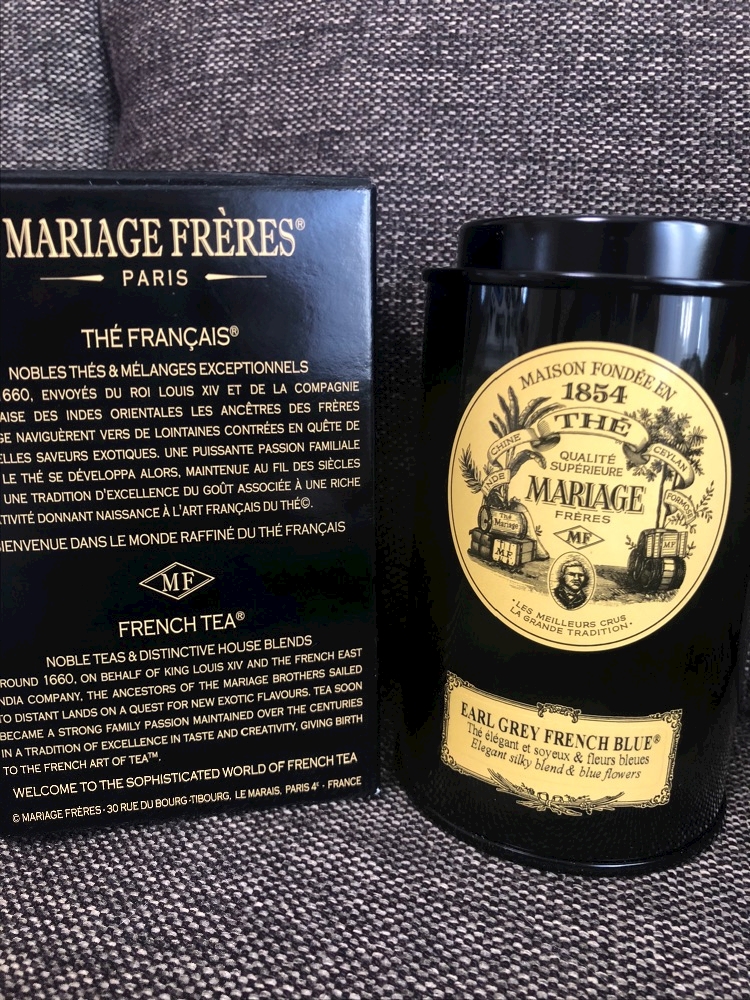 MARIAGE FRÈRES®
PARIS
THÉ FRANÇAIS®
NOBLES THÉS & MÉLANGES EXCEPTIONNELS
1660, ENVOYÉS DU ROI LOUIS XIV ET DE LA COMPAGNIE
AISE DES INDES ORIENTALES LES ANCÊTRES DES FRÈRES
GE NAVIGUÈRENT VERS DE LOINTAINES CONTRÉES EN QUÊTE DE
ELLES SAVEURS EXOTIQUES. UNE PUISSANTE PASSION FAMILIALE
LE THÉ SE DÉVELOPPA ALORS, MAINTENUE AU FIL DES SIÈCLES
UNE TRADITION D'EXCELLENCE DU GOÛT ASSOCIÉE À UNE RICHE
ATIVITÉ DONNANT NAISSANCE À L'ART FRANÇAIS DU THÉ©.
BIENVENUE DANS LE MONDE RAFFINÉ DU THÉ FRANÇAIS
MF
FRENCH TEA®
NOBLE TEAS & DISTINCTIVE HOUSE BLENDS
ROUND 1660, ON BEHALF OF KING LOUIS XIV AND THE FRENCH EAST
NDIA COMPANY, THE ANCESTORS OF THE MARIAGE BROTHERS SAILED
TO DISTANT LANDS ON A QUEST FOR NEW EXOTIC FLAVOURS. TEA SOON
BECAME A STRONG FAMILY PASSION MAINTAINED OVER THE CENTURIES
IN A TRADITION OF EXCELLENCE IN TASTE AND CREATIVITY, GIVING BIRTH
TO THE FRENCH ART OF TEA™.
WELCOME TO THE SOPHISTICATED WORLD OF FRENCH TEA
© MARIAGE FRÈRES · 30 RUE DU BOURG-TIBOURG, LE MARAIS, PARIS 4ᵉ · FRANCE
MAISON FONDÉE EN
1854
THÉ
CHINE
CEYLAN
INDE
FORMOSE
QUALITÉ
SUPÉRIEURE
MARIAGE
FRÈRES
MF
Thé
Mariage
MF
MF
·LES MEILLEURS CRUS
LA GRANDE TRADITION·
EARL GREY FRENCH BLUE®
Thé élégant et soyeux & fleurs bleues
Elegant silky blend & blue flowers